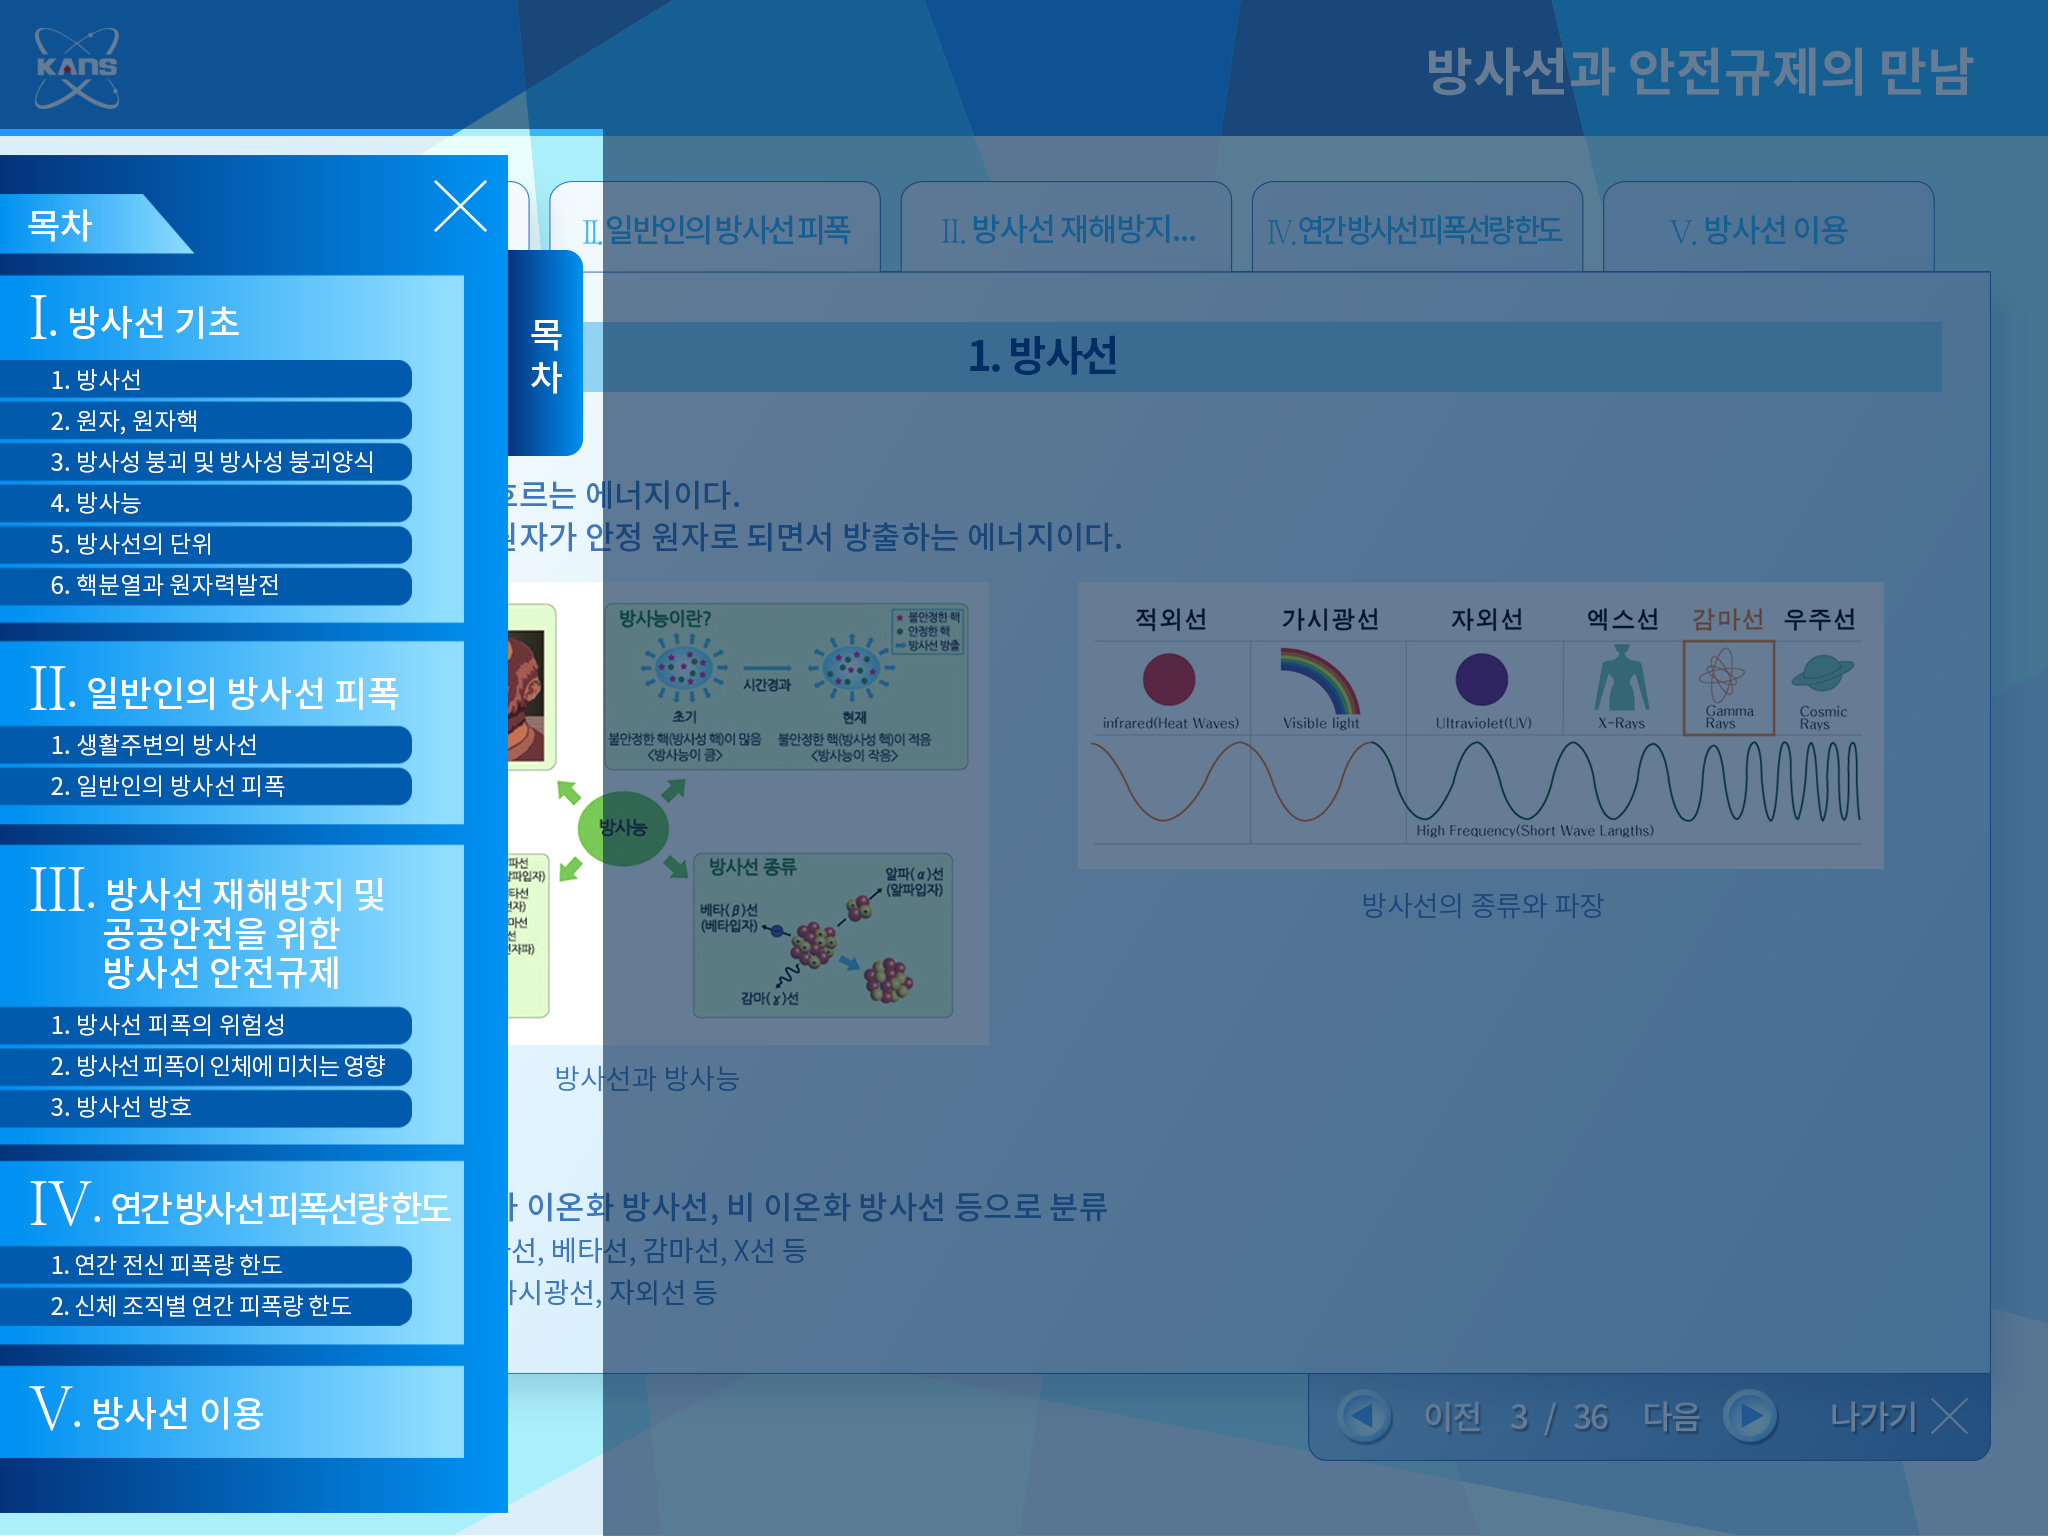 KANS
방사선과 안전규제의 만남
목차
I. 방사선 기초
1. 방사선
2. 원자, 원자핵
3. 방사성 붕괴 및 방사성 붕괴양식
4. 방사능
5. 방사선의 단위
6. 핵분열과 원자력발전
II. 일반인의 방사선 피폭
1. 생활주변의 방사선
2. 일반인의 방사선 피폭
III. 방사선 재해방지 및
공공안전을 위한
방사선 안전규제
1. 방사선 피폭의 위험성
2. 방사선 피폭이 인체에 미치는 영향
3. 방사선 방호
IV. 연간 방사선 피폭선량 한도
1. 연간 전신 피폭량 한도
2. 신체 조직별 연간 피폭량 한도
V. 방사선 이용
목
차
II. 일반인의 방사선 피폭
II. 방사선 재해방지...
IV. 연간 방사선 피폭선량 한도
V. 방사선 이용
1. 방사선
흐르는 에너지이다.
원자가 안정 원자로 되면서 방출하는 에너지이다.
방사능이란?
불안정한 핵
안정한 핵
방사선 방출
시간경과
초기
현재
불안정한 핵(방사성 핵)이 많음
<방사능이 큼>
불안정한 핵(방사성 핵)이 적음
<방사능이 작음>
방사능
파선
알파입자)
타선
전자)
마선
선
전자파)
방사선 종류
알파(α)선
(알파입자)
베타(β)선
(베타입자)
감마(ɣ)선
방사선과 방사능
적외선 가시광선 자외선 엑스선 감마선 우주선
infrared(Heat Waves) Visible light Ultraviolet(UV) X-Rays Gamma Rays Cosmic Rays
High Frequency(Short Wave Langths)
방사선의 종류와 파장
이온화 방사선, 비 이온화 방사선 등으로 분류
선, 베타선, 감마선, X선 등
가시광선, 자외선 등
이전 3 / 36 다음 나가기